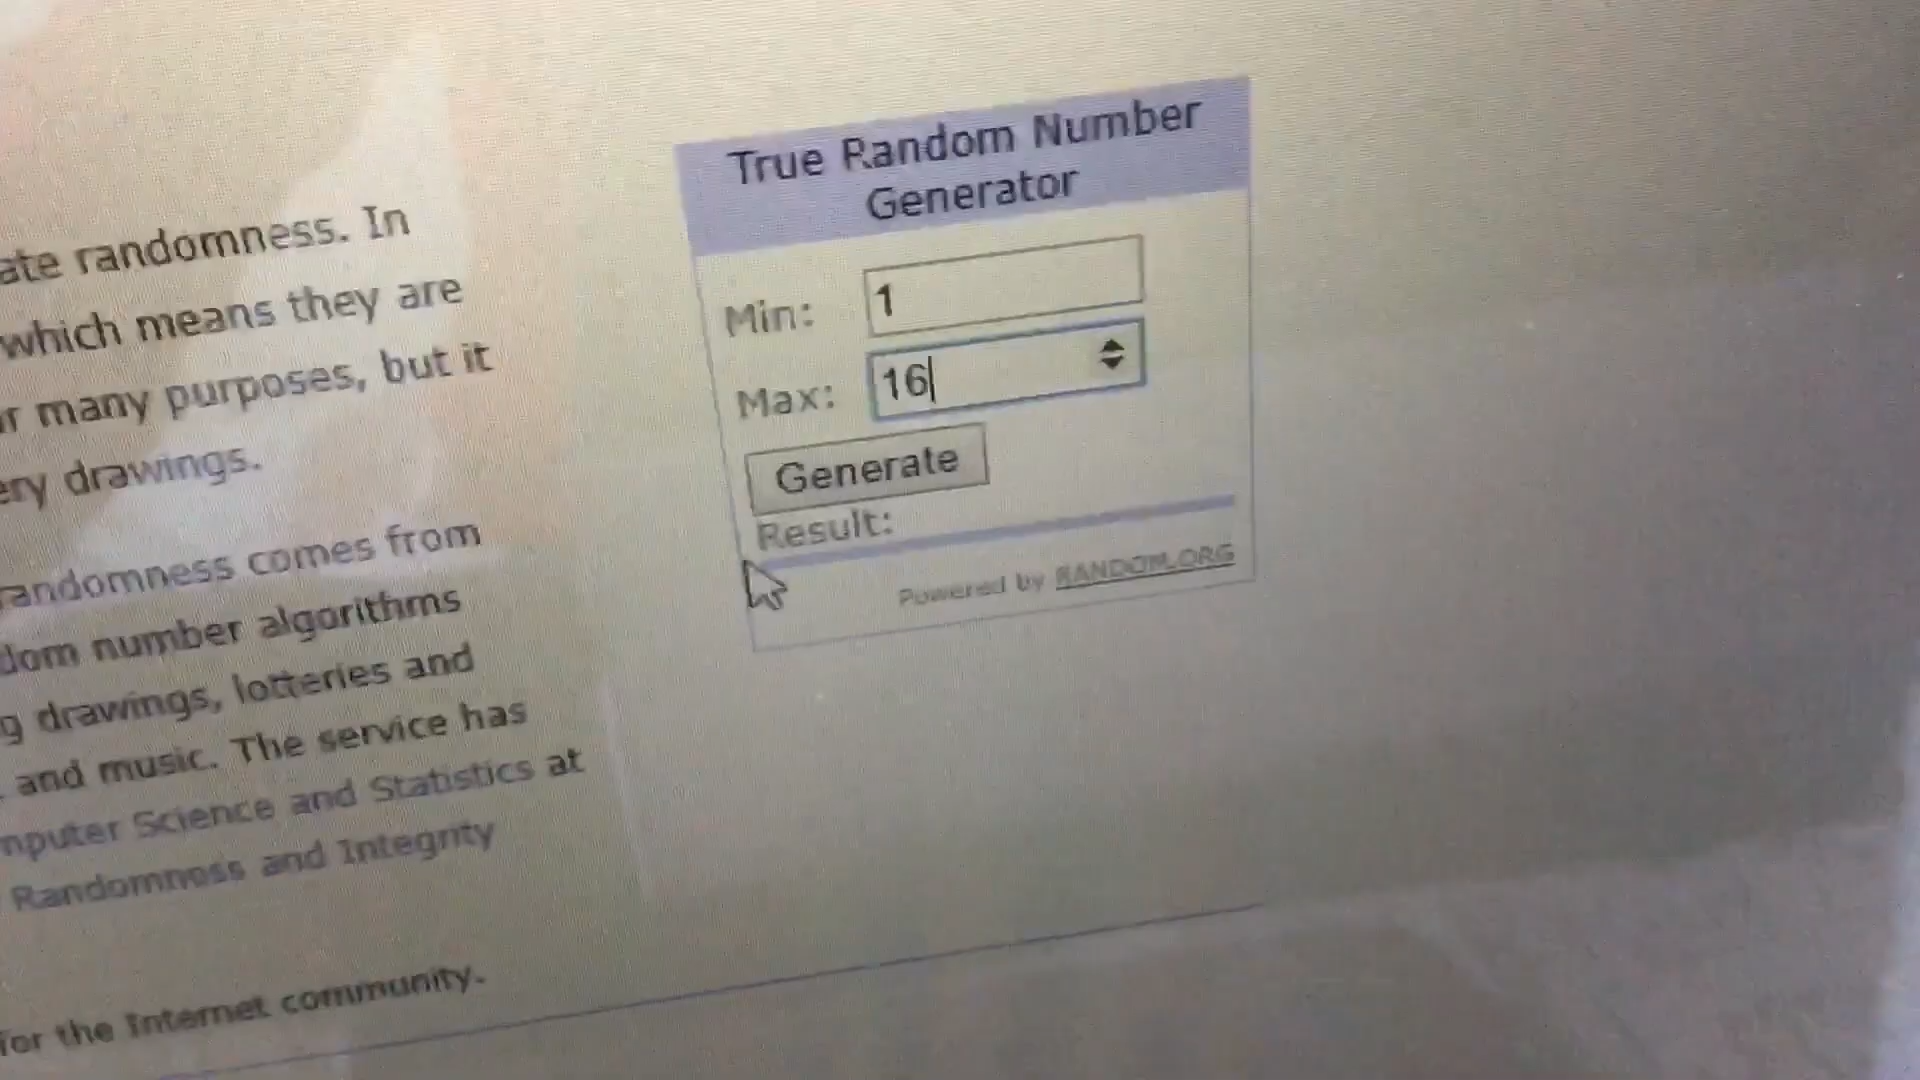 ate randomness. In
which means they are
r many purposes, but it
ery drawings.
andomness comes from
dom number algorithms
g drawings, lotteries and
and music. The service has
mputer Science and Statistics at
Randomness and Integrity
for the Internet community.
True Random Number
Generator
Min: 1
Max: 16
Generate
Result:
Powered by RANDOM.ORG